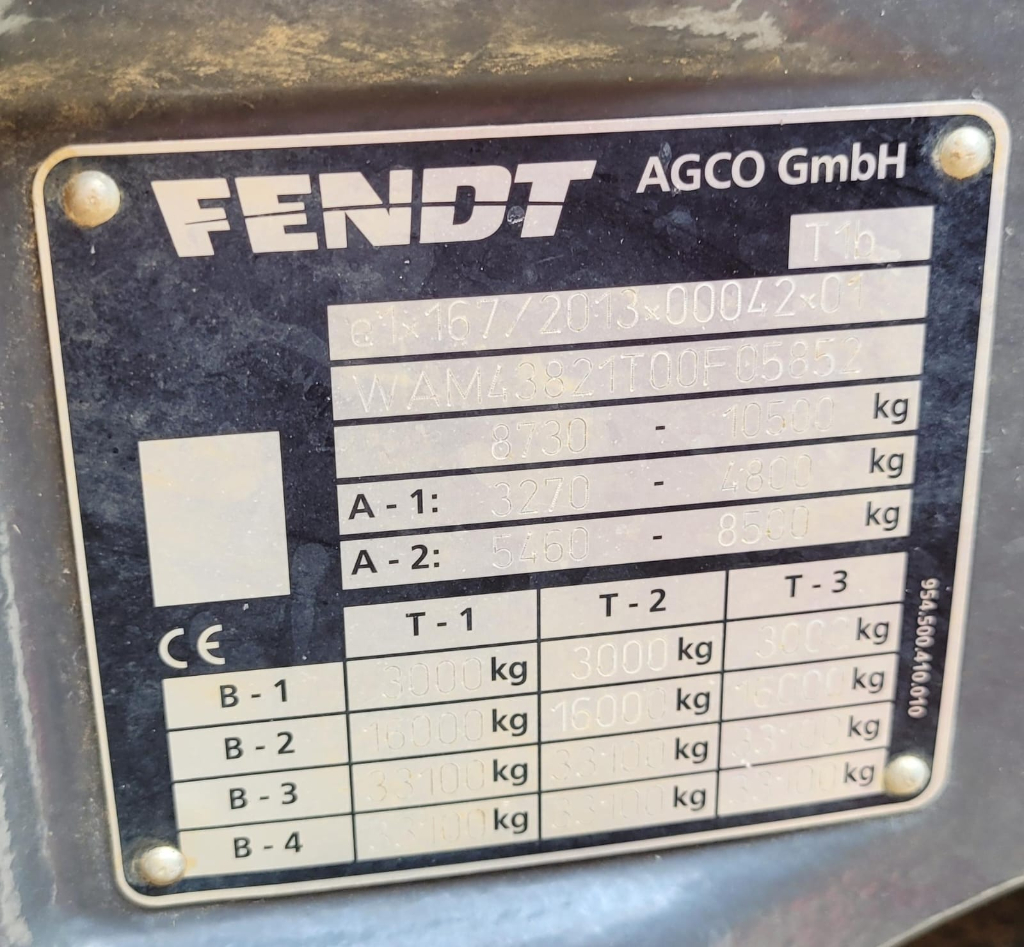 FENDT AGCO GmbH
T1b
e1*167/2013*00042*01
WAM43821T00F05852
8730 - 10500 kg
A - 1: 3270 - 4800 kg
A - 2: 5460 - 8500 kg
T - 1 T - 2 T - 3
B - 1 3000 kg 3000 kg 3000 kg
B - 2 16000 kg 16000 kg 16000 kg
B - 3 33100 kg 33100 kg 33100 kg
B - 4 33100 kg 33100 kg 33100 kg
CE
954.500.410.010